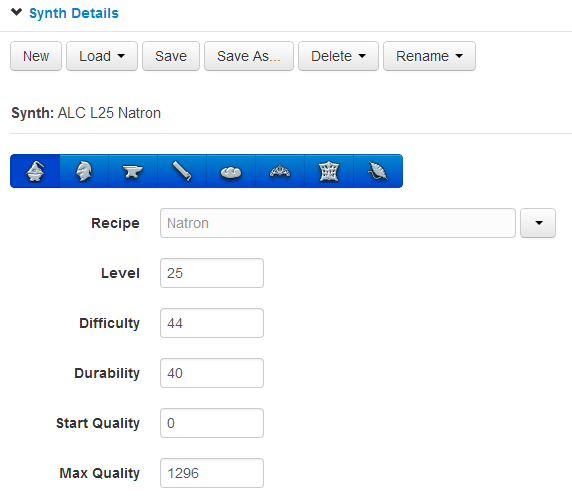 Synth Details
New Load Save Save As... Delete Rename
Synth: ALC L25 Natron
Recipe Natron
Level 25
Difficulty 44
Durability 40
Start Quality 0
Max Quality 1296